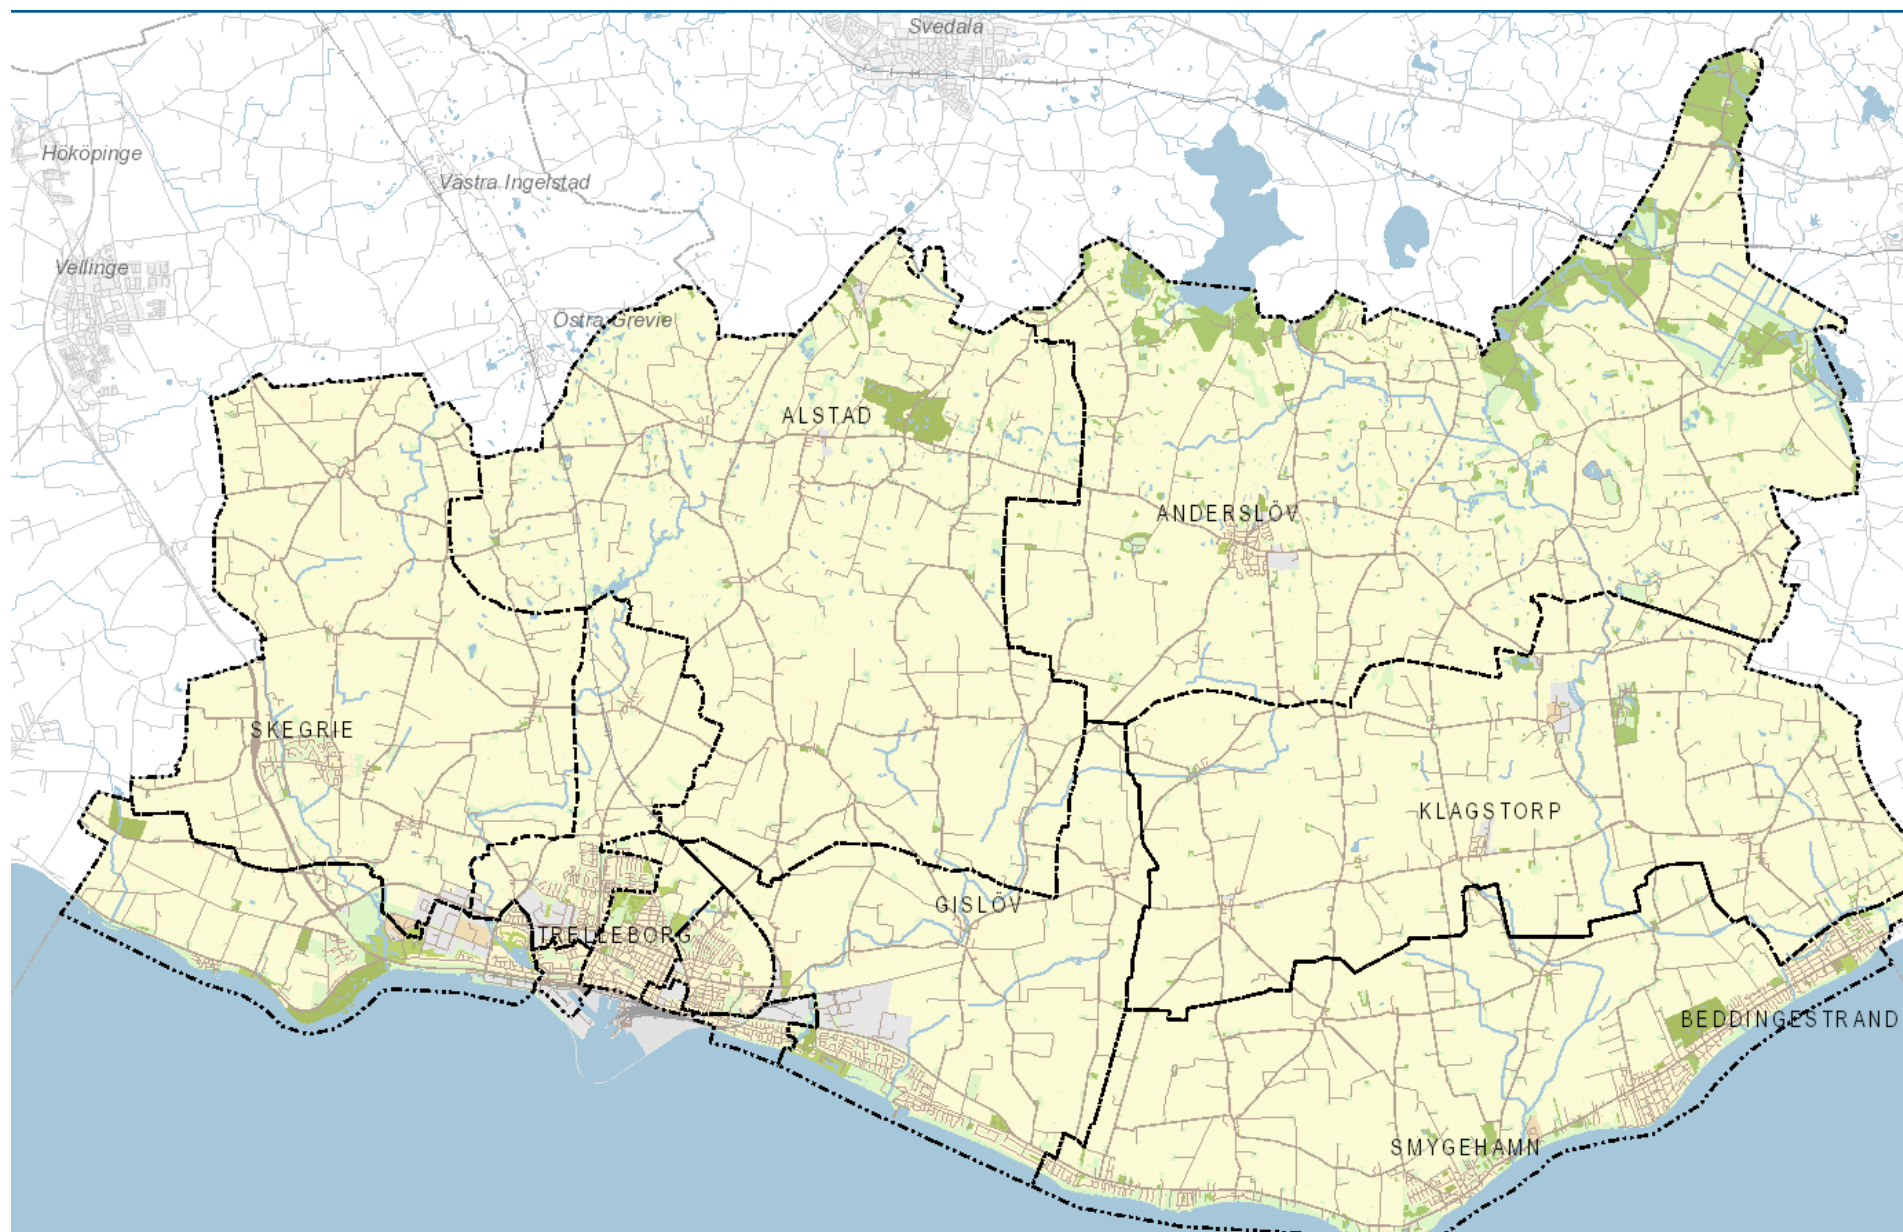 Svedala
Hököpinge
Västra Ingelstad
Vellinge
Östra Grevie
ALSTAD
ANDERSLÖV
SKEGRIE
KLAGSTORP
GISLÖV
TRELLEBORG
BEDDINGESTRAND
SMYGEHAMN